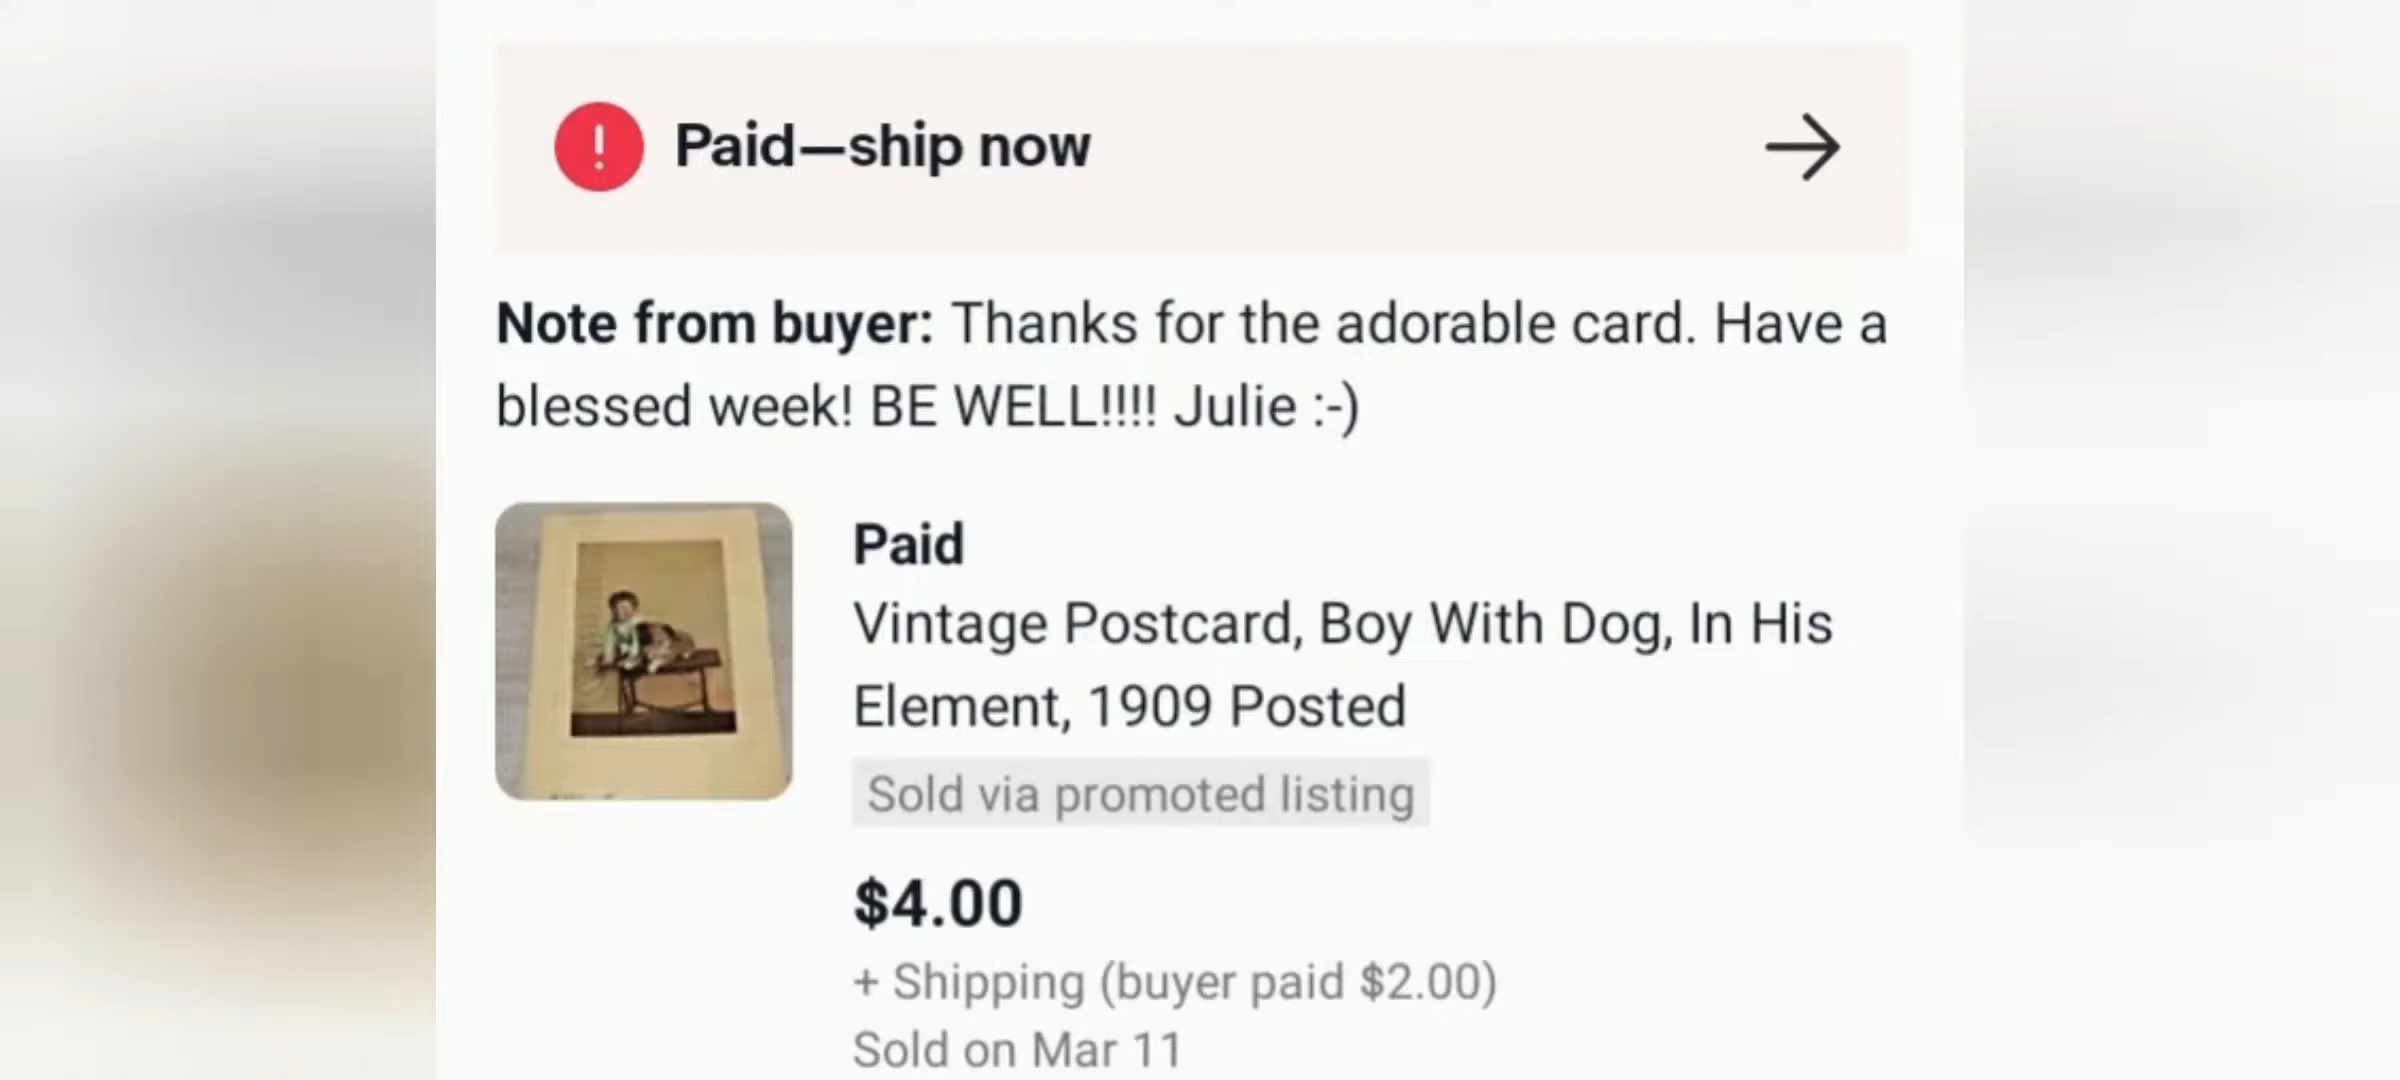 Paid—ship now
Note from buyer: Thanks for the adorable card. Have a
blessed week! BE WELL!!!! Julie :-)
Paid
Vintage Postcard, Boy With Dog, In His
Element, 1909 Posted
Sold via promoted listing
$4.00
+ Shipping (buyer paid $2.00)
Sold on Mar 11